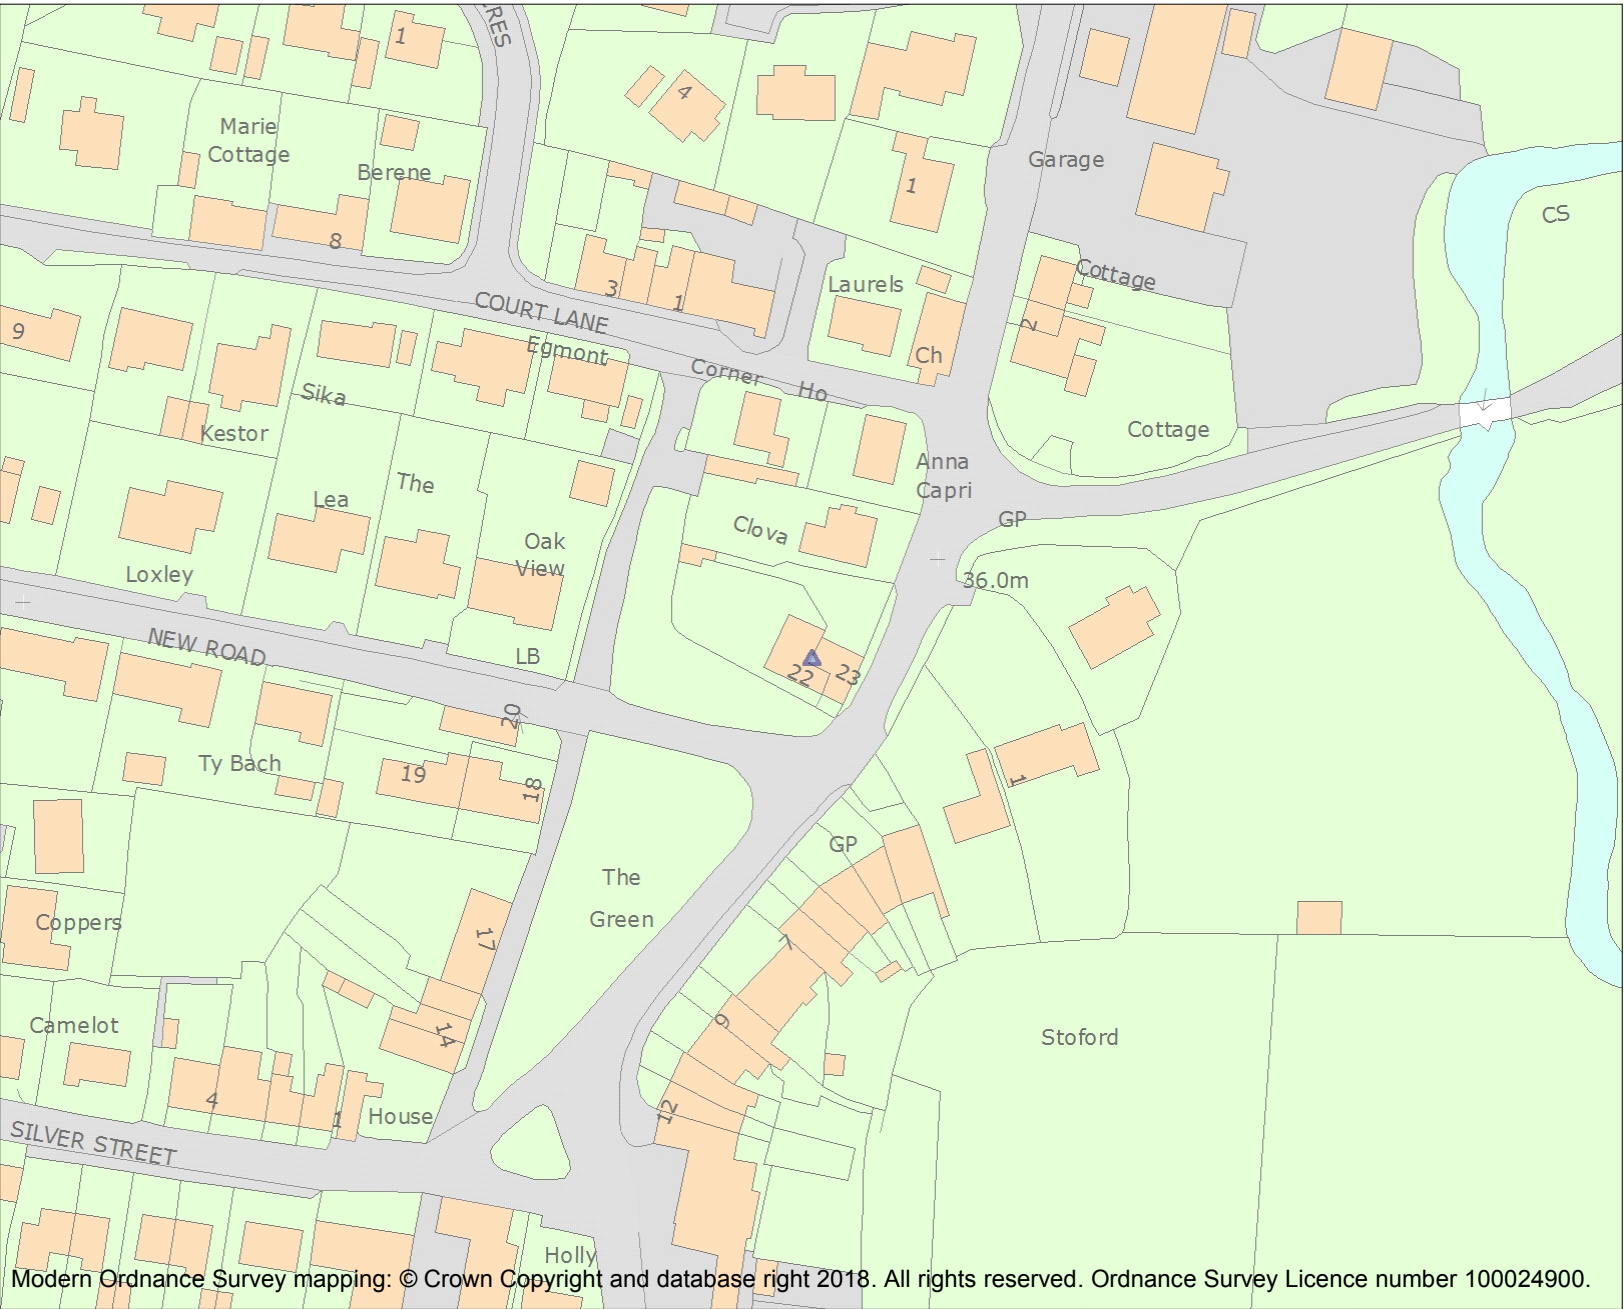 CRES
1
4
Marie
Cottage
Berene
8
1
Garage
CS
Cottage
Laurels
3
1
COURT LANE
9
2
Ch
Egmont
Corner Ho
Sika
Kestor
Cottage
Anna
Capri
The
Lea
GP
Clova
Oak
View
36.0m
Loxley
NEW ROAD
LB
22
23
20
Ty Bach
19
18
1
GP
The
Green
Coppers
17
7
Camelot
14
9
Stoford
4
1
House
12
SILVER STREET
Holly
Modern Ordnance Survey mapping: © Crown Copyright and database right 2018. All rights reserved. Ordnance Survey Licence number 100024900.